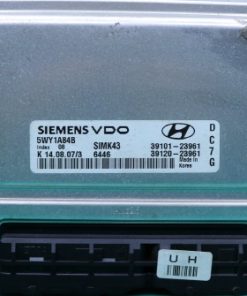 SIEMENS VDO
5WY1A84B
Index 08 SIMK43 39101-23961
K 14.08.07/3 6446 39120-23961
Made in
Korea
D
C
7
G
U H